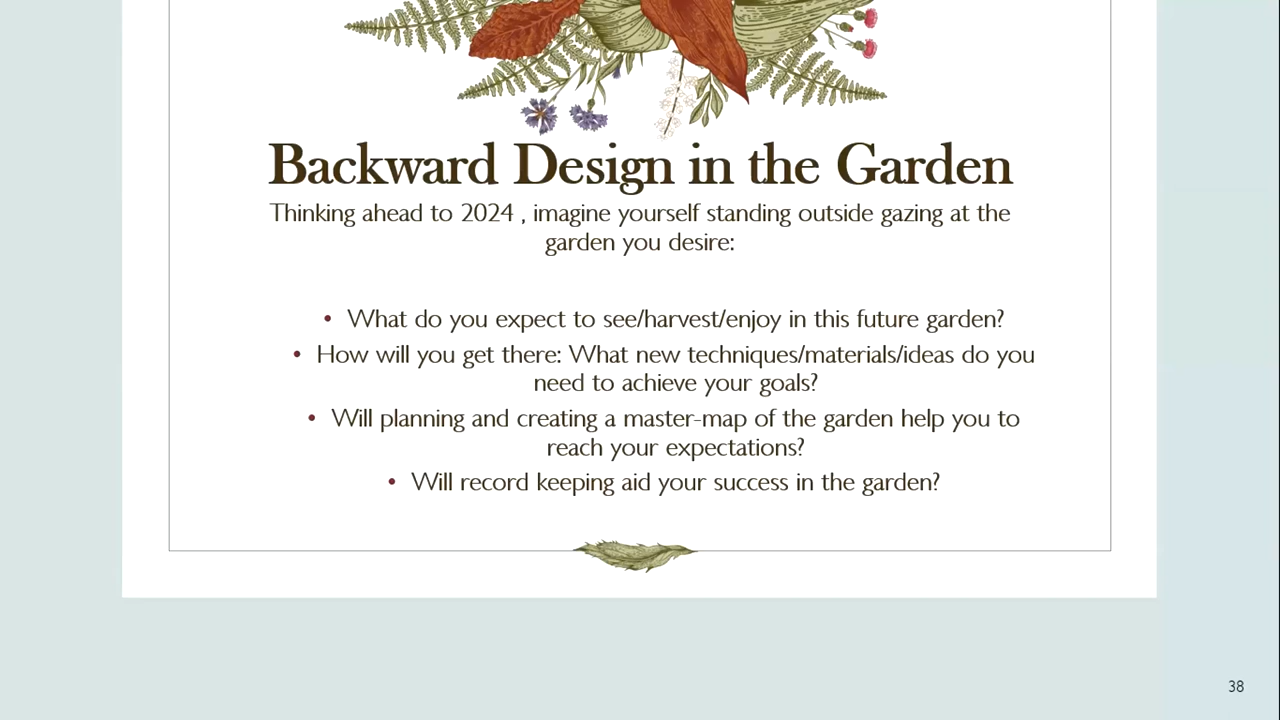 Backward Design in the Garden
Thinking ahead to 2024 , imagine yourself standing outside gazing at the
garden you desire:
• What do you expect to see/harvest/enjoy in this future garden?
• How will you get there: What new techniques/materials/ideas do you
need to achieve your goals?
• Will planning and creating a master-map of the garden help you to
reach your expectations?
• Will record keeping aid your success in the garden?
38